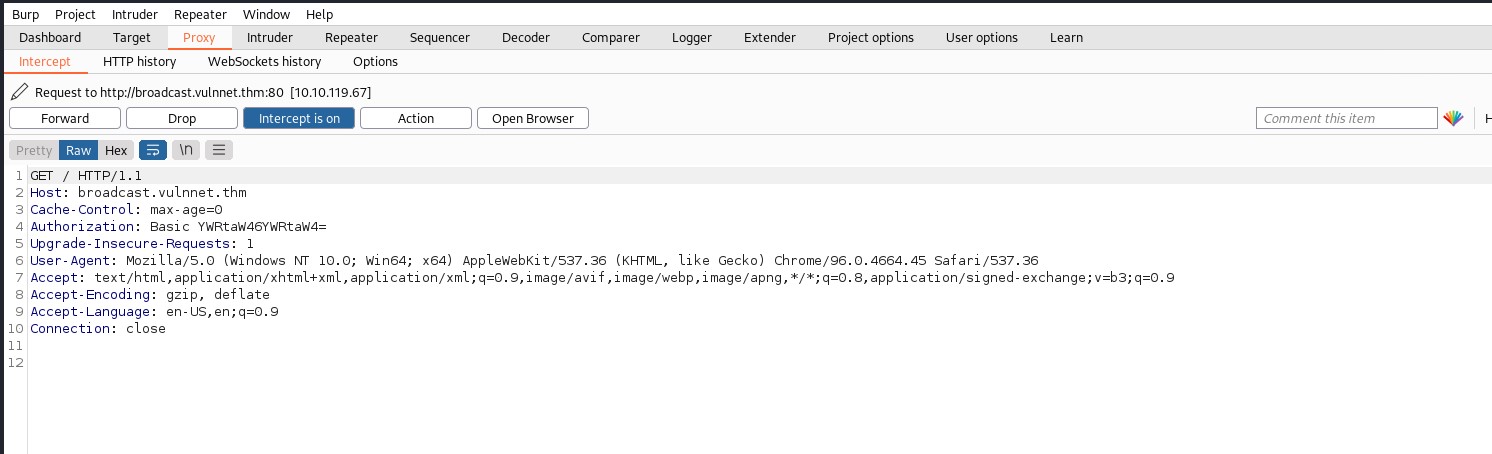 Burp Project Intruder Repeater Window Help
Dashboard Target Proxy Intruder Repeater Sequencer Decoder Comparer Logger Extender Project options User options Learn
Intercept HTTP history WebSockets history Options
Request to http://broadcast.vulnnet.thm:80 [10.10.119.67]
Forward Drop Intercept is on Action Open Browser Comment this item H
Pretty Raw Hex \n
1 GET / HTTP/1.1
2 Host: broadcast.vulnnet.thm
3 Cache-Control: max-age=0
4 Authorization: Basic YWRtaW46YWRtaW4=
5 Upgrade-Insecure-Requests: 1
6 User-Agent: Mozilla/5.0 (Windows NT 10.0; Win64; x64) AppleWebKit/537.36 (KHTML, like Gecko) Chrome/96.0.4664.45 Safari/537.36
7 Accept: text/html,application/xhtml+xml,application/xml;q=0.9,image/avif,image/webp,image/apng,*/*;q=0.8,application/signed-exchange;v=b3;q=0.9
8 Accept-Encoding: gzip, deflate
9 Accept-Language: en-US,en;q=0.9
10 Connection: close
11
12